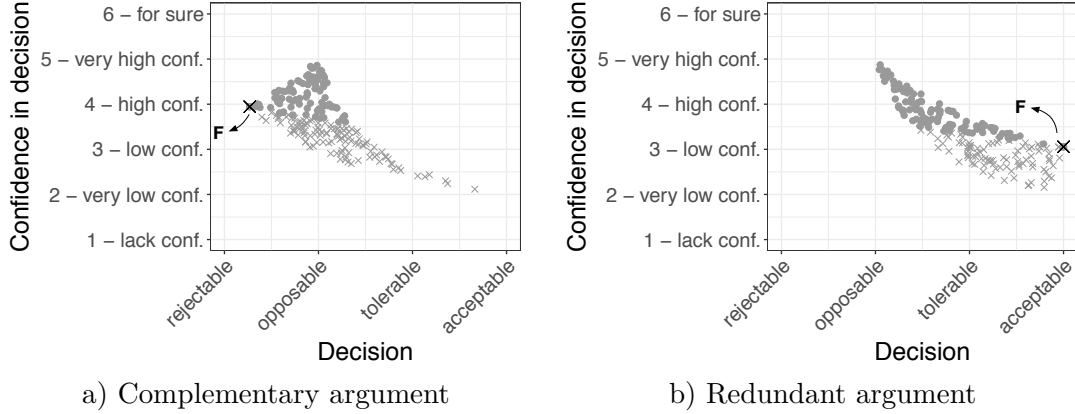 Confidence in decision
6 – for sure
5 – very high conf.
4 – high conf.
3 – low conf.
2 – very low conf.
1 – lack conf.
F
rejectable
opposable
tolerable
acceptable
Decision
a) Complementary argument
Confidence in decision
6 – for sure
5 – very high conf.
4 – high conf.
3 – low conf.
2 – very low conf.
1 – lack conf.
F
rejectable
opposable
tolerable
acceptable
Decision
b) Redundant argument